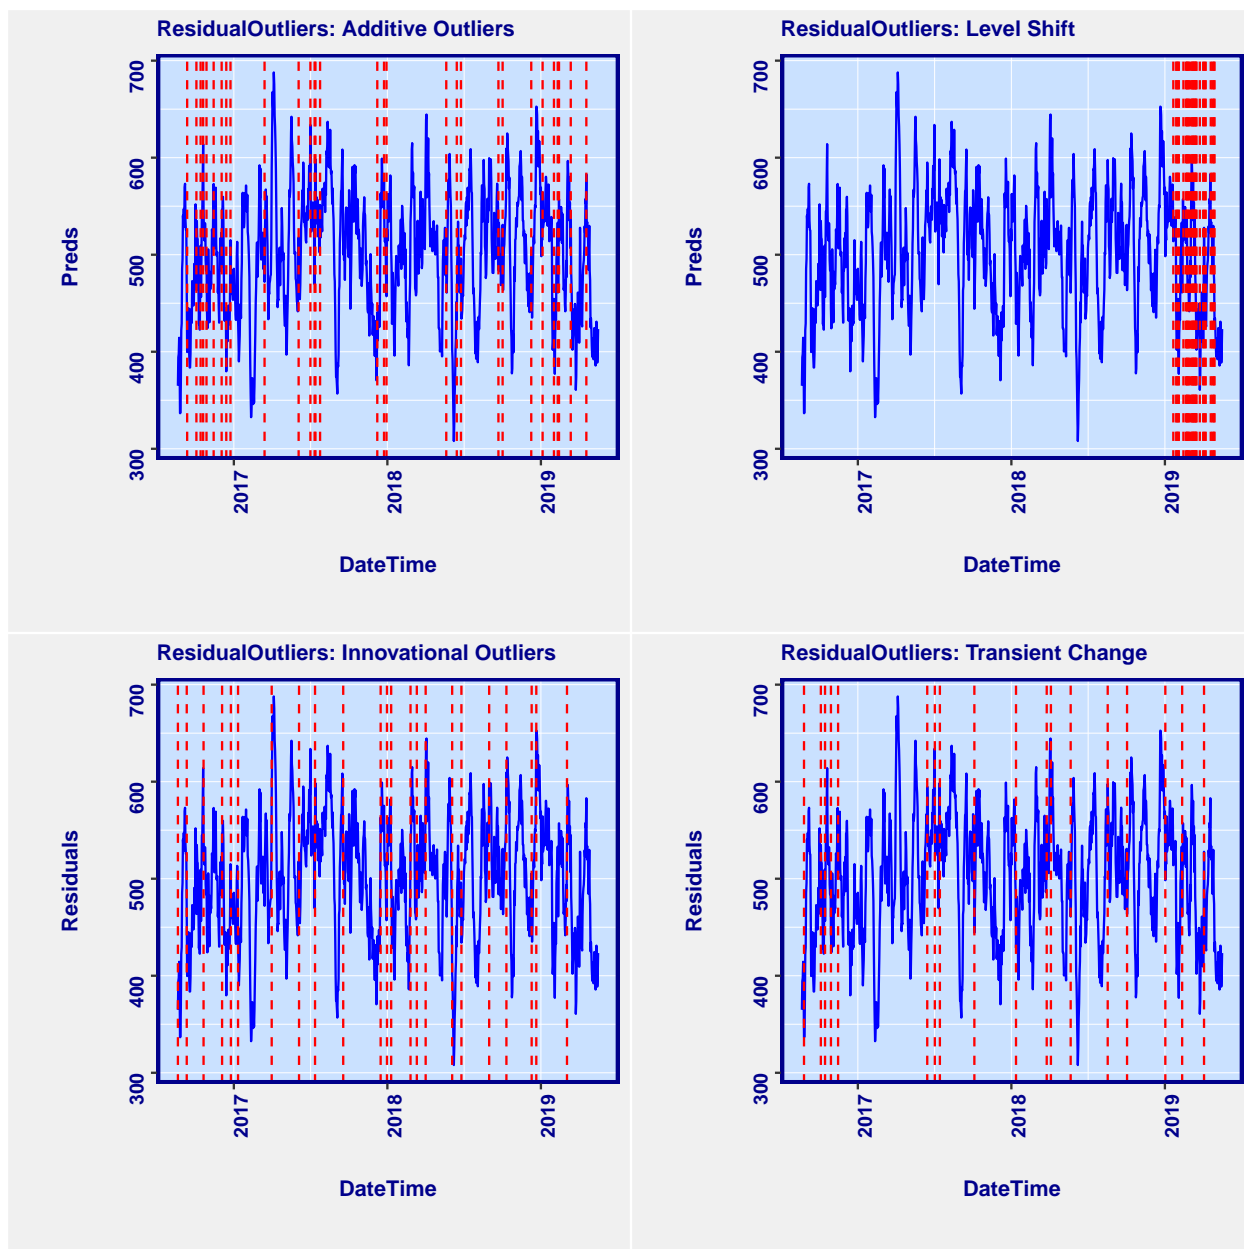 ResidualOutliers: Additive Outliers
700
600
500
400
300
Preds
2017
2018
2019
DateTime
ResidualOutliers: Level Shift
700
600
500
400
300
Preds
2017
2018
2019
DateTime
ResidualOutliers: Innovational Outliers
700
600
500
400
300
Residuals
2017
2018
2019
DateTime
ResidualOutliers: Transient Change
700
600
500
400
300
Residuals
2017
2018
2019
DateTime